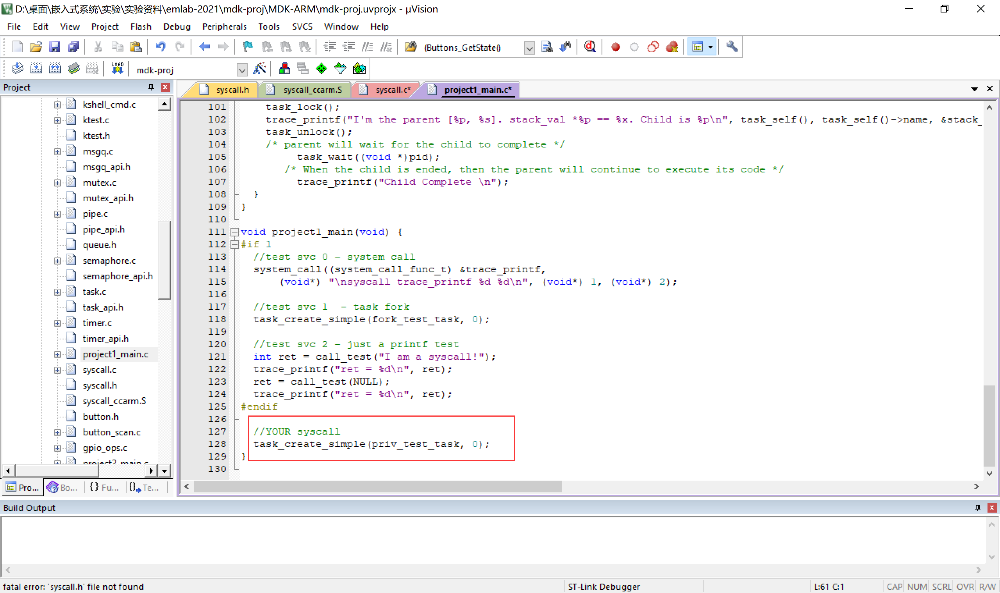 D:\桌面\嵌入式系统\实验\实验资料\emlab-2021\mdk-proj\MDK-ARM\mdk-proj.uvprojx - µVision
File Edit View Project Flash Debug Peripherals Tools SVCS Window Help
(Buttons_GetState()
LOAD mdk-proj
Project
kshell_cmd.c
ktest.c
ktest.h
msgq.c
msgq_api.h
mutex.c
mutex_api.h
pipe.c
pipe_api.h
queue.h
semaphore.c
semaphore_api.h
task.c
task_api.h
timer.c
timer_api.h
project1_main.c
syscall.c
syscall.h
syscall_ccarm.S
button.h
button_scan.c
gpio_ops.c
project2_main.c
Pro... Bo... {} Fu... Te...
syscall.h syscall_ccarm.S syscall.c* project1_main.c*
101 task_lock();
102 trace_printf("I'm the parent [%p, %s]. stack_val *%p == %x. Child is %p\n", task_self(), task_self()->name, &stack_
103 task_unlock();
104 /* parent will wait for the child to complete */
105 task_wait((void *)pid);
106 /* When the child is ended, then the parent will continue to execute its code */
107 trace_printf("Child Complete \n");
108 }
109 }
110
111 void project1_main(void) {
112 #if 1
113 //test svc 0 - system call
114 system_call((system_call_func_t) &trace_printf,
115 (void*) "\nsyscall trace_printf %d %d\n", (void*) 1, (void*) 2);
116
117 //test svc 1  - task fork
118 task_create_simple(fork_test_task, 0);
119
120 //test svc 2 - just a printf test
121 int ret = call_test("I am a syscall!");
122 trace_printf("ret = %d\n", ret);
123 ret = call_test(NULL);
124 trace_printf("ret = %d\n", ret);
125 #endif
126
127 //YOUR syscall
128 task_create_simple(priv_test_task, 0);
129 }
130
Build Output
fatal error: 'syscall.h' file not found ST-Link Debugger L:61 C:1 CAP NUM SCRL OVR R/W